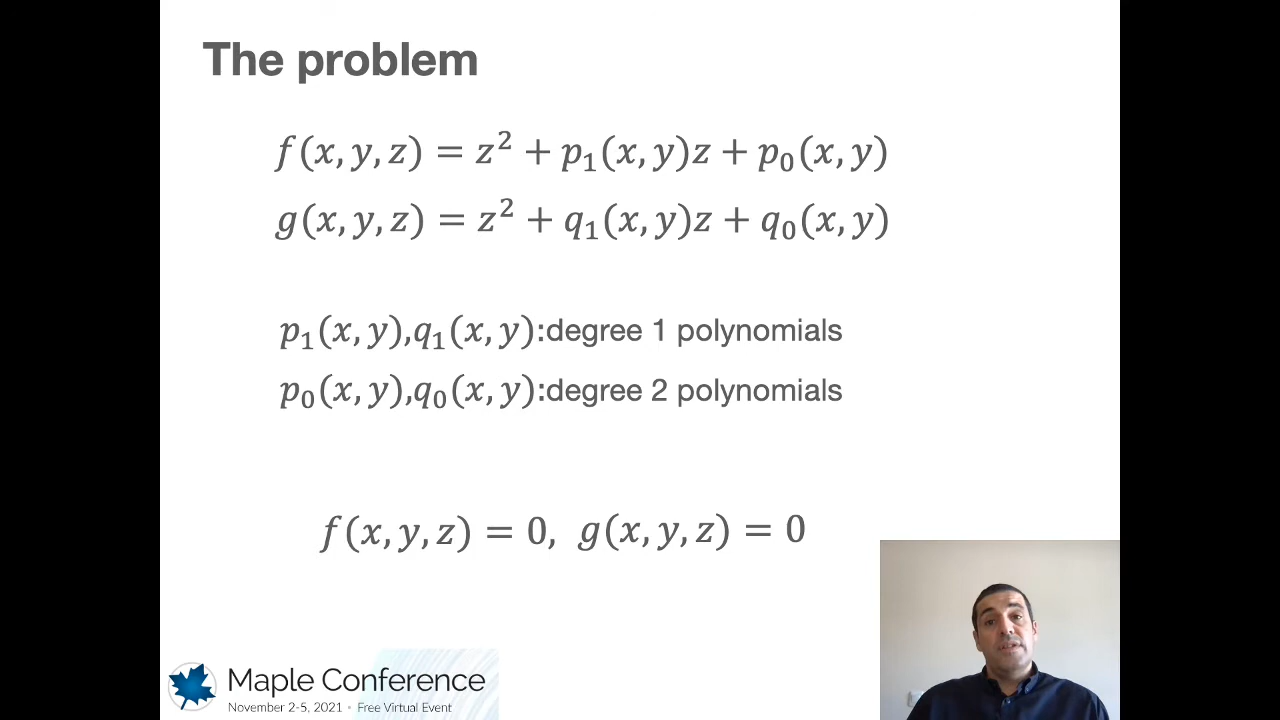 The problem
f(x, y, z) = z² + p₁(x, y)z + p₀(x, y)
g(x, y, z) = z² + q₁(x, y)z + q₀(x, y)
p₁(x, y),q₁(x, y):degree 1 polynomials
p₀(x, y),q₀(x, y):degree 2 polynomials
f(x, y, z) = 0, g(x, y, z) = 0
Maple Conference
November 2-5, 2021 • Free Virtual Event